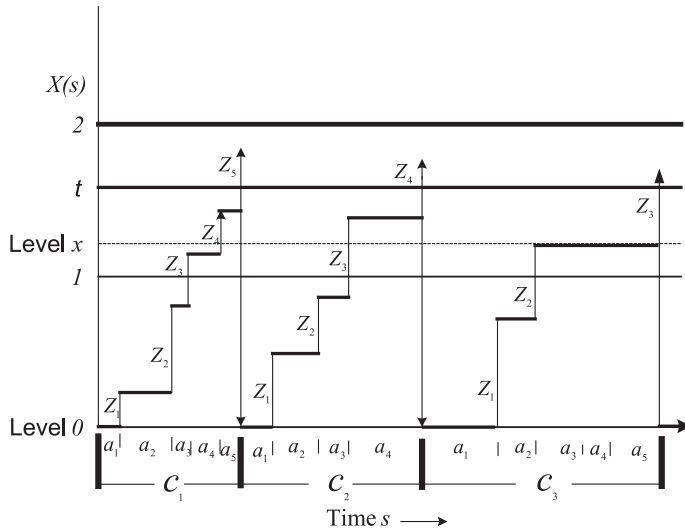 X(s)
2
t
Level x
1
Level 0
Z₁ Z₂ Z₃ Z₄ Z₅
Z₁ Z₂ Z₃ Z₄
Z₁ Z₂ Z₃
a₁ a₂ a₃ a₄ a₅ a₁ a₂ a₃ a₄ a₁ a₂ a₃ a₄ a₅
C₁ C₂ C₃
Time s